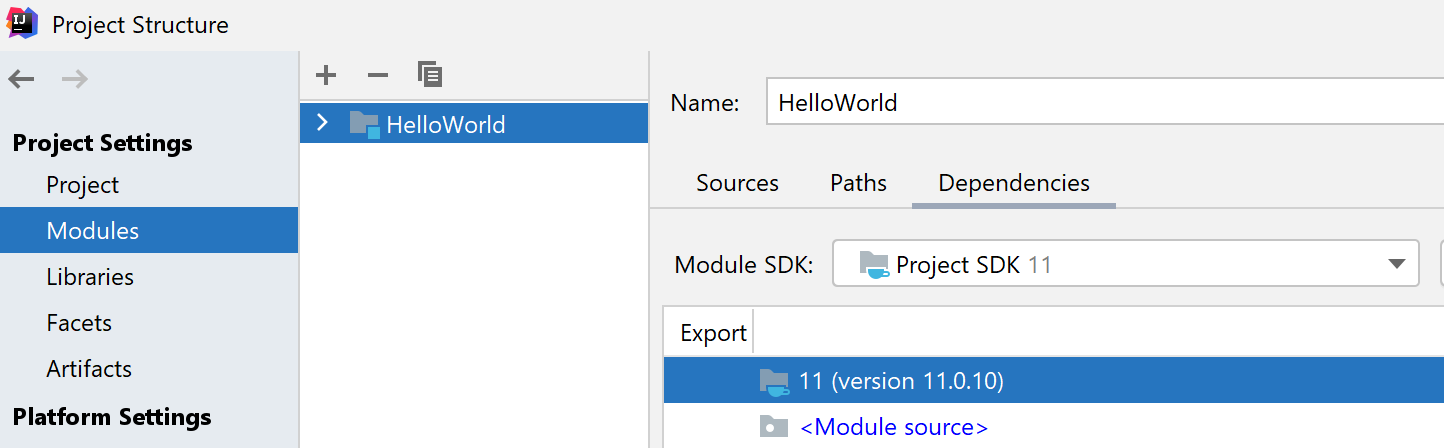 Project Structure
Project Settings
Project
Modules
Libraries
Facets
Artifacts
Platform Settings
HelloWorld
Name: HelloWorld
Sources Paths Dependencies
Module SDK: Project SDK 11
Export
11 (version 11.0.10)
<Module source>